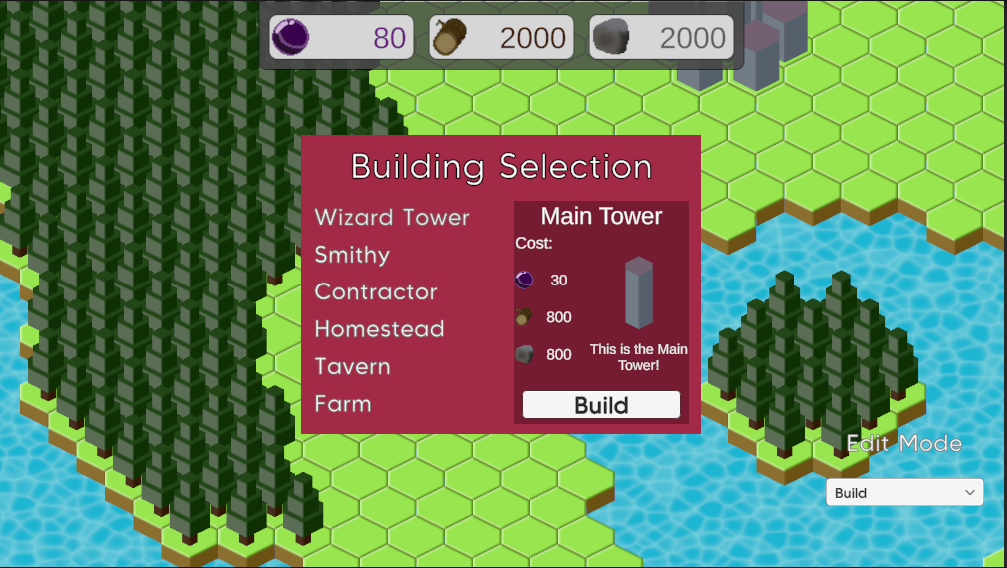 80 2000 2000
Building Selection
Wizard Tower
Smithy
Contractor
Homestead
Tavern
Farm
Main Tower
Cost:
30
800
800
This is the Main
Tower!
Build
Edit Mode
Build